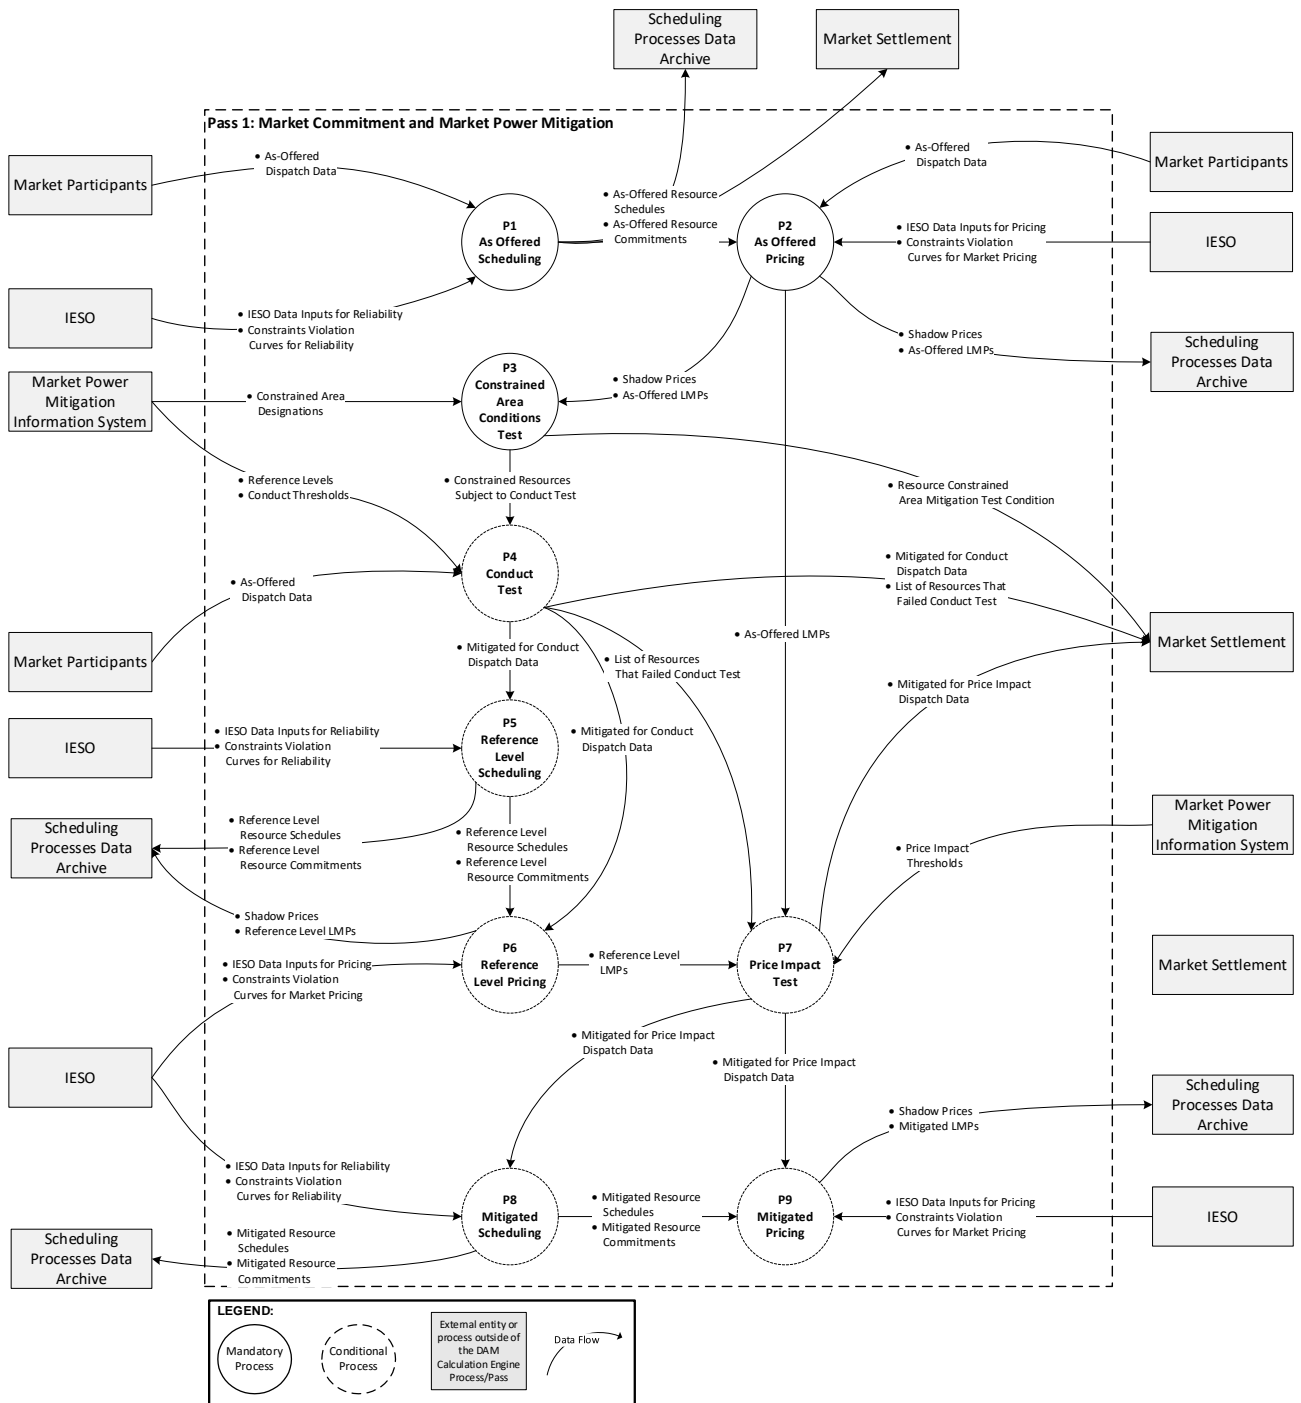 Scheduling
Processes Data
Archive
Market Settlement
Pass 1: Market Commitment and Market Power Mitigation
Market Participants
• As-Offered
Dispatch Data
• As-Offered
Dispatch Data
Market Participants
P1
As Offered
Scheduling
• As-Offered Resource
Schedules
• As-Offered Resource
Commitments
P2
As Offered
Pricing
• IESO Data Inputs for Pricing
• Constraints Violation
Curves for Market Pricing
IESO
IESO
• IESO Data Inputs for Reliability
• Constraints Violation
Curves for Reliability
• Shadow Prices
• As-Offered LMPs
Scheduling
Processes Data
Archive
Market Power
Mitigation
Information System
• Constrained Area
Designations
P3
Constrained
Area
Conditions
Test
• Shadow Prices
• As-Offered LMPs
• Reference Levels
• Conduct Thresholds
• Constrained Resources
Subject to Conduct Test
• Resource Constrained
Area Mitigation Test Condition
P4
Conduct
Test
• As-Offered
Dispatch Data
• Mitigated for Conduct
Dispatch Data
• List of Resources That
Failed Conduct Test
Market Participants
• Mitigated for Conduct
Dispatch Data
• List of Resources
That Failed Conduct Test
• As-Offered LMPs
Market Settlement
• Mitigated for Price Impact
Dispatch Data
IESO
• IESO Data Inputs for Reliability
• Constraints Violation
Curves for Reliability
P5
Reference
Level
Scheduling
• Mitigated for Conduct
Dispatch Data
Scheduling
Processes Data
Archive
• Reference Level
Resource Schedules
• Reference Level
Resource Commitments
• Reference Level
Resource Schedules
• Reference Level
Resource Commitments
• Price Impact
Thresholds
Market Power
Mitigation
Information System
• Shadow Prices
• Reference Level LMPs
P6
Reference
Level Pricing
• Reference Level
LMPs
P7
Price Impact
Test
Market Settlement
• IESO Data Inputs for Pricing
• Constraints Violation
Curves for Market Pricing
IESO
• Mitigated for Price Impact
Dispatch Data
• Mitigated for Price Impact
Dispatch Data
• Shadow Prices
• Mitigated LMPs
Scheduling
Processes Data
Archive
• IESO Data Inputs for Reliability
• Constraints Violation
Curves for Reliability
P8
Mitigated
Scheduling
• Mitigated Resource
Schedules
• Mitigated Resource
Commitments
P9
Mitigated
Pricing
• IESO Data Inputs for Pricing
• Constraints Violation
Curves for Market Pricing
IESO
Scheduling
Processes Data
Archive
• Mitigated Resource
Schedules
• Mitigated Resource
Commitments
LEGEND:
Mandatory
Process
Conditional
Process
External entity or
process outside of
the DAM
Calculation Engine
Process/Pass
Data Flow